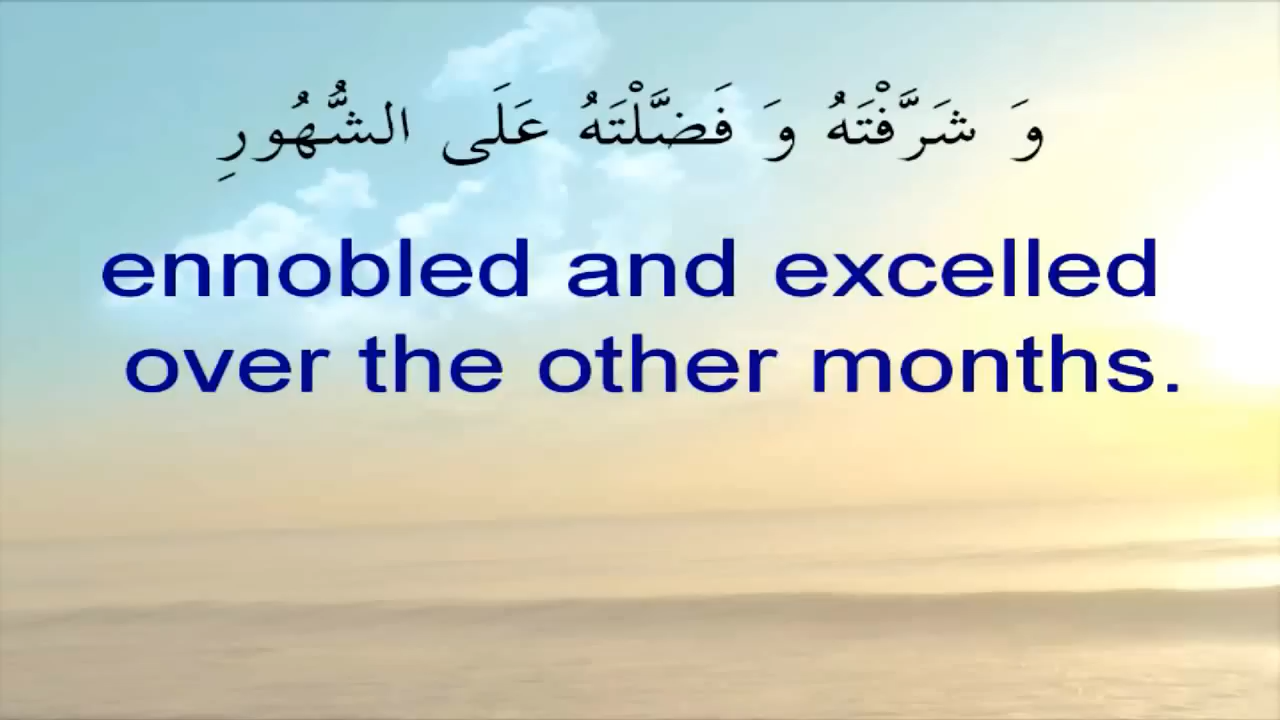 وَ شَرَّفْتَهُ وَ فَضَّلْتَهُ عَلَى الشُّهُورِ
ennobled and excelled
over the other months.